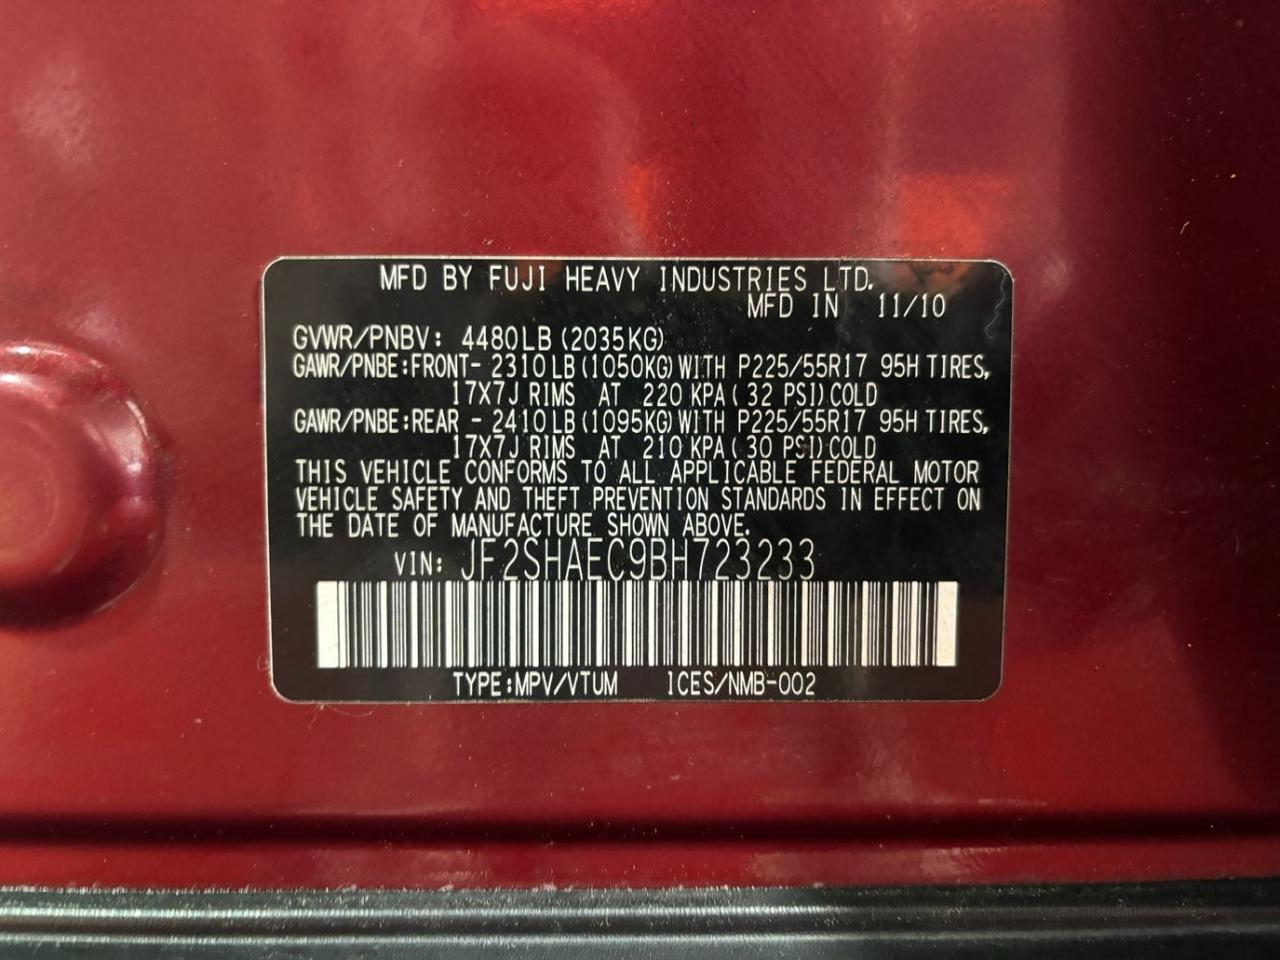 MFD BY FUJI HEAVY INDUSTRIES LTD.
MFD IN 11/10
GVWR/PNBV: 4480LB (2035KG)
GAWR/PNBE:FRONT- 2310LB (1050KG) WITH P225/55R17 95H TIRES,
17X7J RIMS AT 220 KPA ( 32 PSI) COLD
GAWR/PNBE:REAR - 2410LB (1095KG) WITH P225/55R17 95H TIRES,
17X7J RIMS AT 210 KPA ( 30 PSI) COLD
THIS VEHICLE CONFORMS TO ALL APPLICABLE FEDERAL MOTOR
VEHICLE SAFETY AND THEFT PREVENTION STANDARDS IN EFFECT ON
THE DATE OF MANUFACTURE SHOWN ABOVE.
VIN: JF2SHAEC9BH723233
TYPE:MPV/VTUM ICES/NMB-002